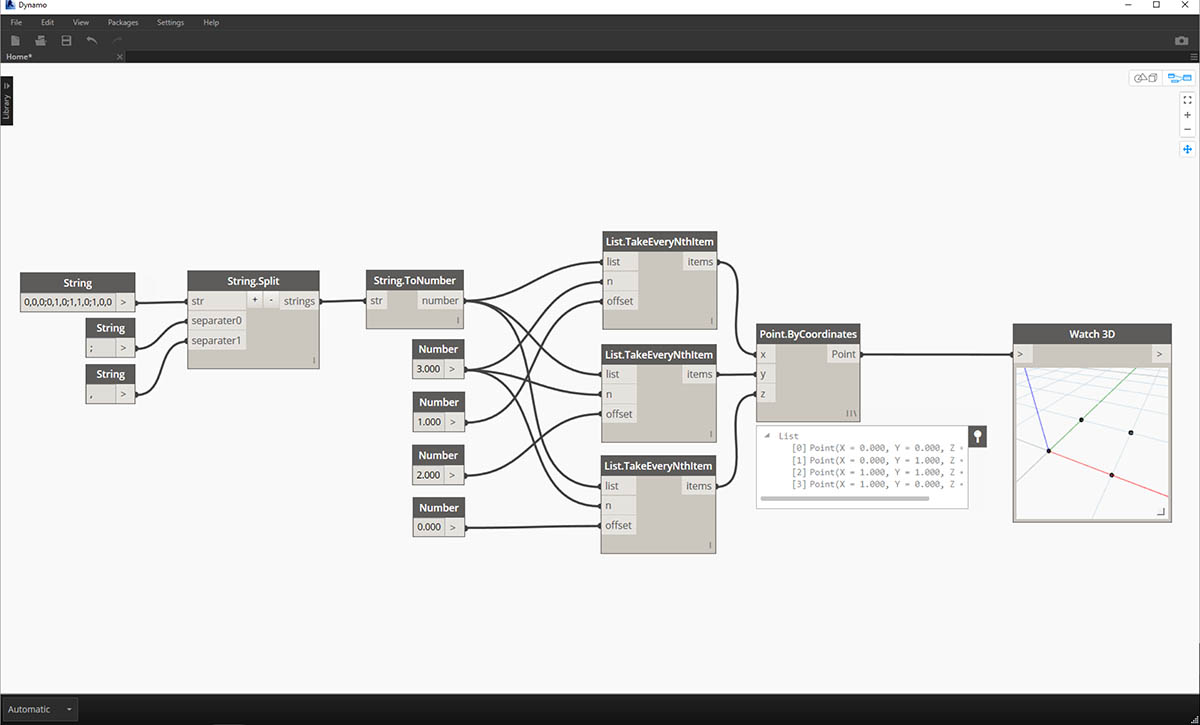 Dynamo
File Edit View Packages Settings Help
Home*
Library
String
0,0,0;0,1,0;1,1,0;1,0,0 >
String
; >
String
, >
String.Split
str + - strings
separater0
separater1
String.ToNumber
str number
Number
3.000 >
Number
1.000 >
Number
2.000 >
Number
0.000 >
List.TakeEveryNthItem
list items
n
offset
List.TakeEveryNthItem
list items
n
offset
List.TakeEveryNthItem
list items
n
offset
Point.ByCoordinates
x Point
y
z
List
[0] Point(X = 0.000, Y = 0.000, Z
[1] Point(X = 0.000, Y = 1.000, Z
[2] Point(X = 1.000, Y = 1.000, Z
[3] Point(X = 1.000, Y = 0.000, Z
Watch 3D
> >
Automatic